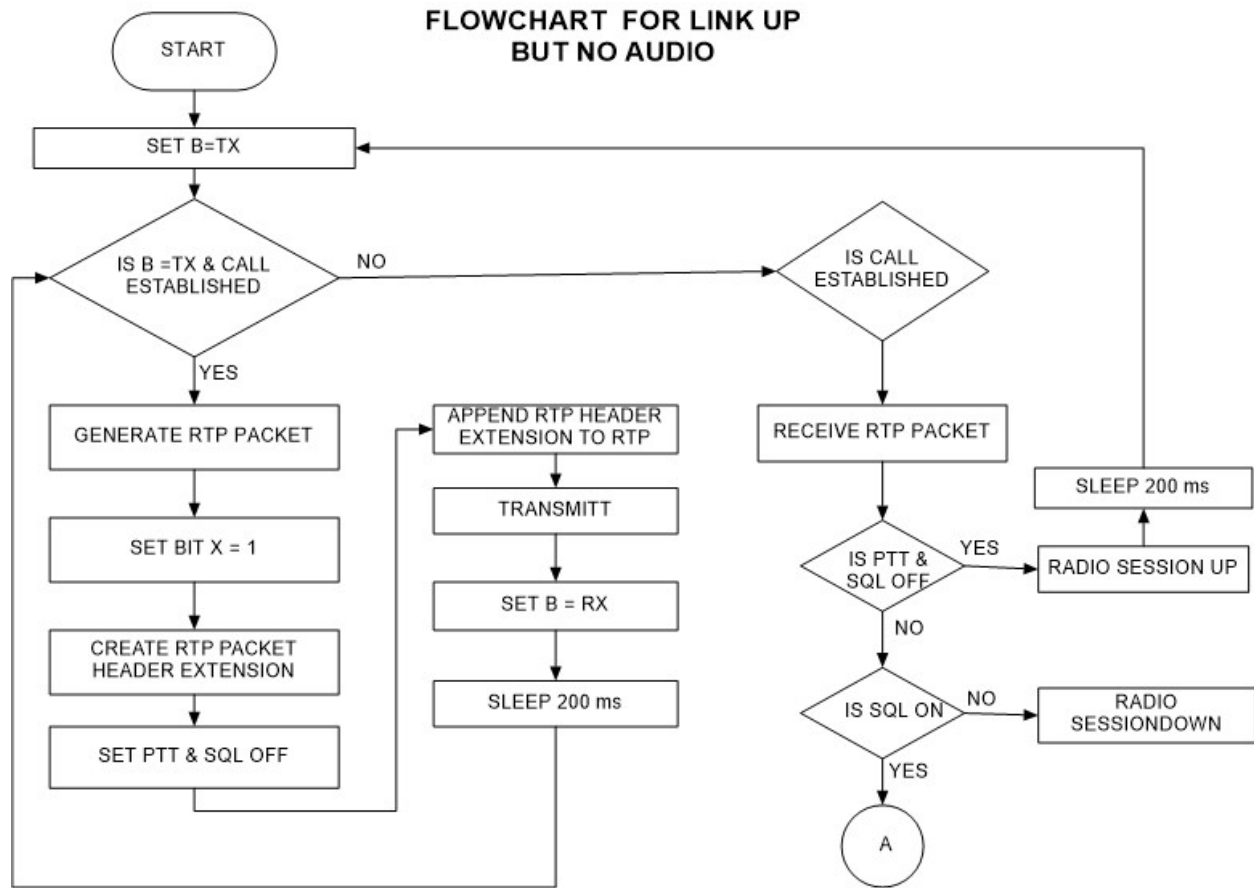 FLOWCHART FOR LINK UP
BUT NO AUDIO
START
SET B=TX
IS B =TX & CALL
ESTABLISHED
NO
YES
GENERATE RTP PACKET
SET BIT X = 1
CREATE RTP PACKET
HEADER EXTENSION
SET PTT & SQL OFF
APPEND RTP HEADER
EXTENSION TO RTP
TRANSMITT
SET B = RX
SLEEP 200 ms
IS CALL
ESTABLISHED
RECEIVE RTP PACKET
IS PTT &
SQL OFF
YES
RADIO SESSION UP
SLEEP 200 ms
NO
IS SQL ON
NO
RADIO
SESSIONDOWN
YES
A